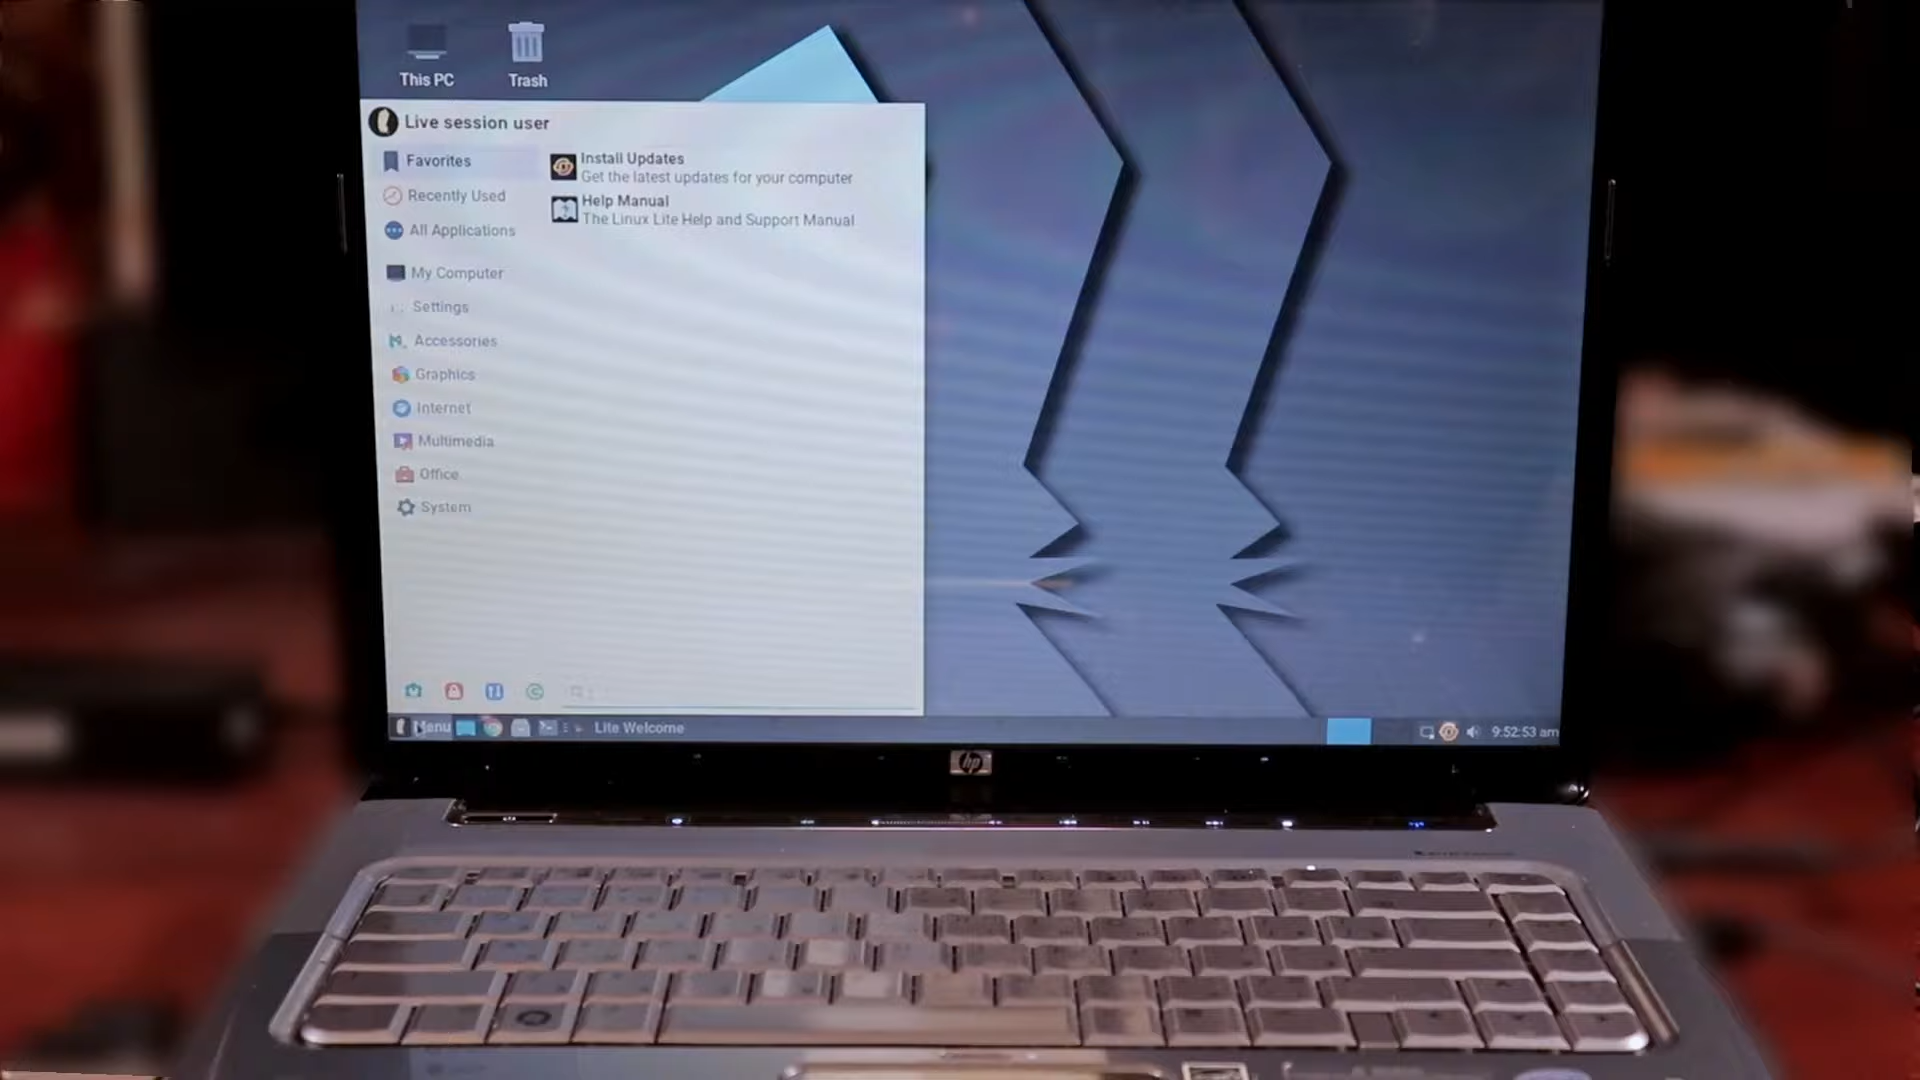 This PC
Trash
Live session user
Favorites
Recently Used
All Applications
My Computer
Settings
Accessories
Graphics
Internet
Multimedia
Office
System
Install Updates
Get the latest updates for your computer
Help Manual
The Linux Lite Help and Support Manual
Menu
Lite Welcome
9:52:53 am
hp